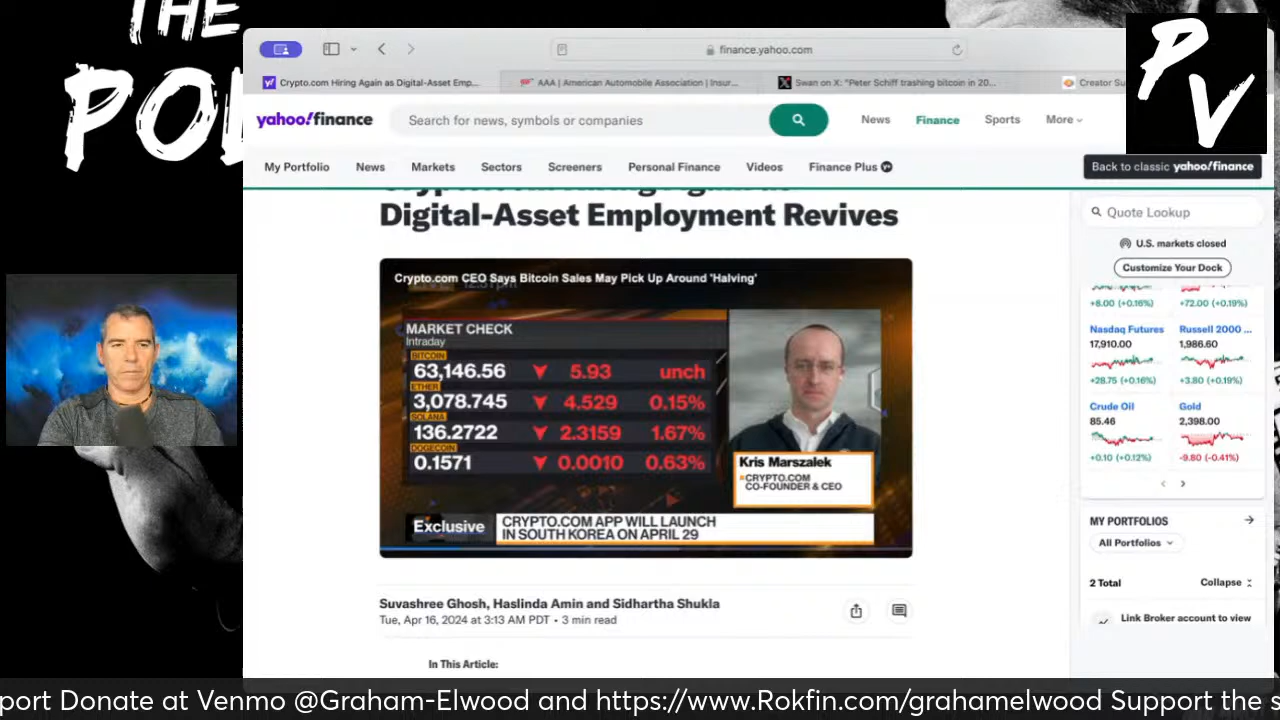 THE
PV
finance.yahoo.com
Crypto.com Hiring Again as Digital-Asset Emp...
AAA | American Automobile Association | Insur...
Swan on X: "Peter Schiff trashing bitcoin in 20...
Creator Su
yahoo!finance
Search for news, symbols or companies
News
Finance
Sports
More
My Portfolio
News
Markets
Sectors
Screeners
Personal Finance
Videos
Finance Plus
Back to classic yahoo!finance
Digital-Asset Employment Revives
Crypto.com CEO Says Bitcoin Sales May Pick Up Around 'Halving'
MARKET CHECK
Intraday
BITCOIN
63,146.56 5.93 unch
ETHER
3,078.745 4.529 0.15%
SOLANA
136.2722 2.3159 1.67%
DOGECOIN
0.1571 0.0010 0.63%
Kris Marszalek
CRYPTO.COM
CO-FOUNDER & CEO
Exclusive
CRYPTO.COM APP WILL LAUNCH
IN SOUTH KOREA ON APRIL 29
Suvashree Ghosh, Haslinda Amin and Sidhartha Shukla
Tue, Apr 16, 2024 at 3:13 AM PDT • 3 min read
In This Article:
Quote Lookup
U.S. markets closed
Customize Your Dock
+8.00 (+0.16%)
+72.00 (+0.19%)
Nasdaq Futures
17,910.00
+28.75 (+0.16%)
Russell 2000 ...
1,986.60
+3.80 (+0.19%)
Crude Oil
85.46
+0.10 (+0.12%)
Gold
2,398.00
-9.80 (-0.41%)
MY PORTFOLIOS
All Portfolios
2 Total
Collapse
Link Broker account to view
port Donate at Venmo @Graham-Elwood and https://www.Rokfin.com/grahamelwood Support the s